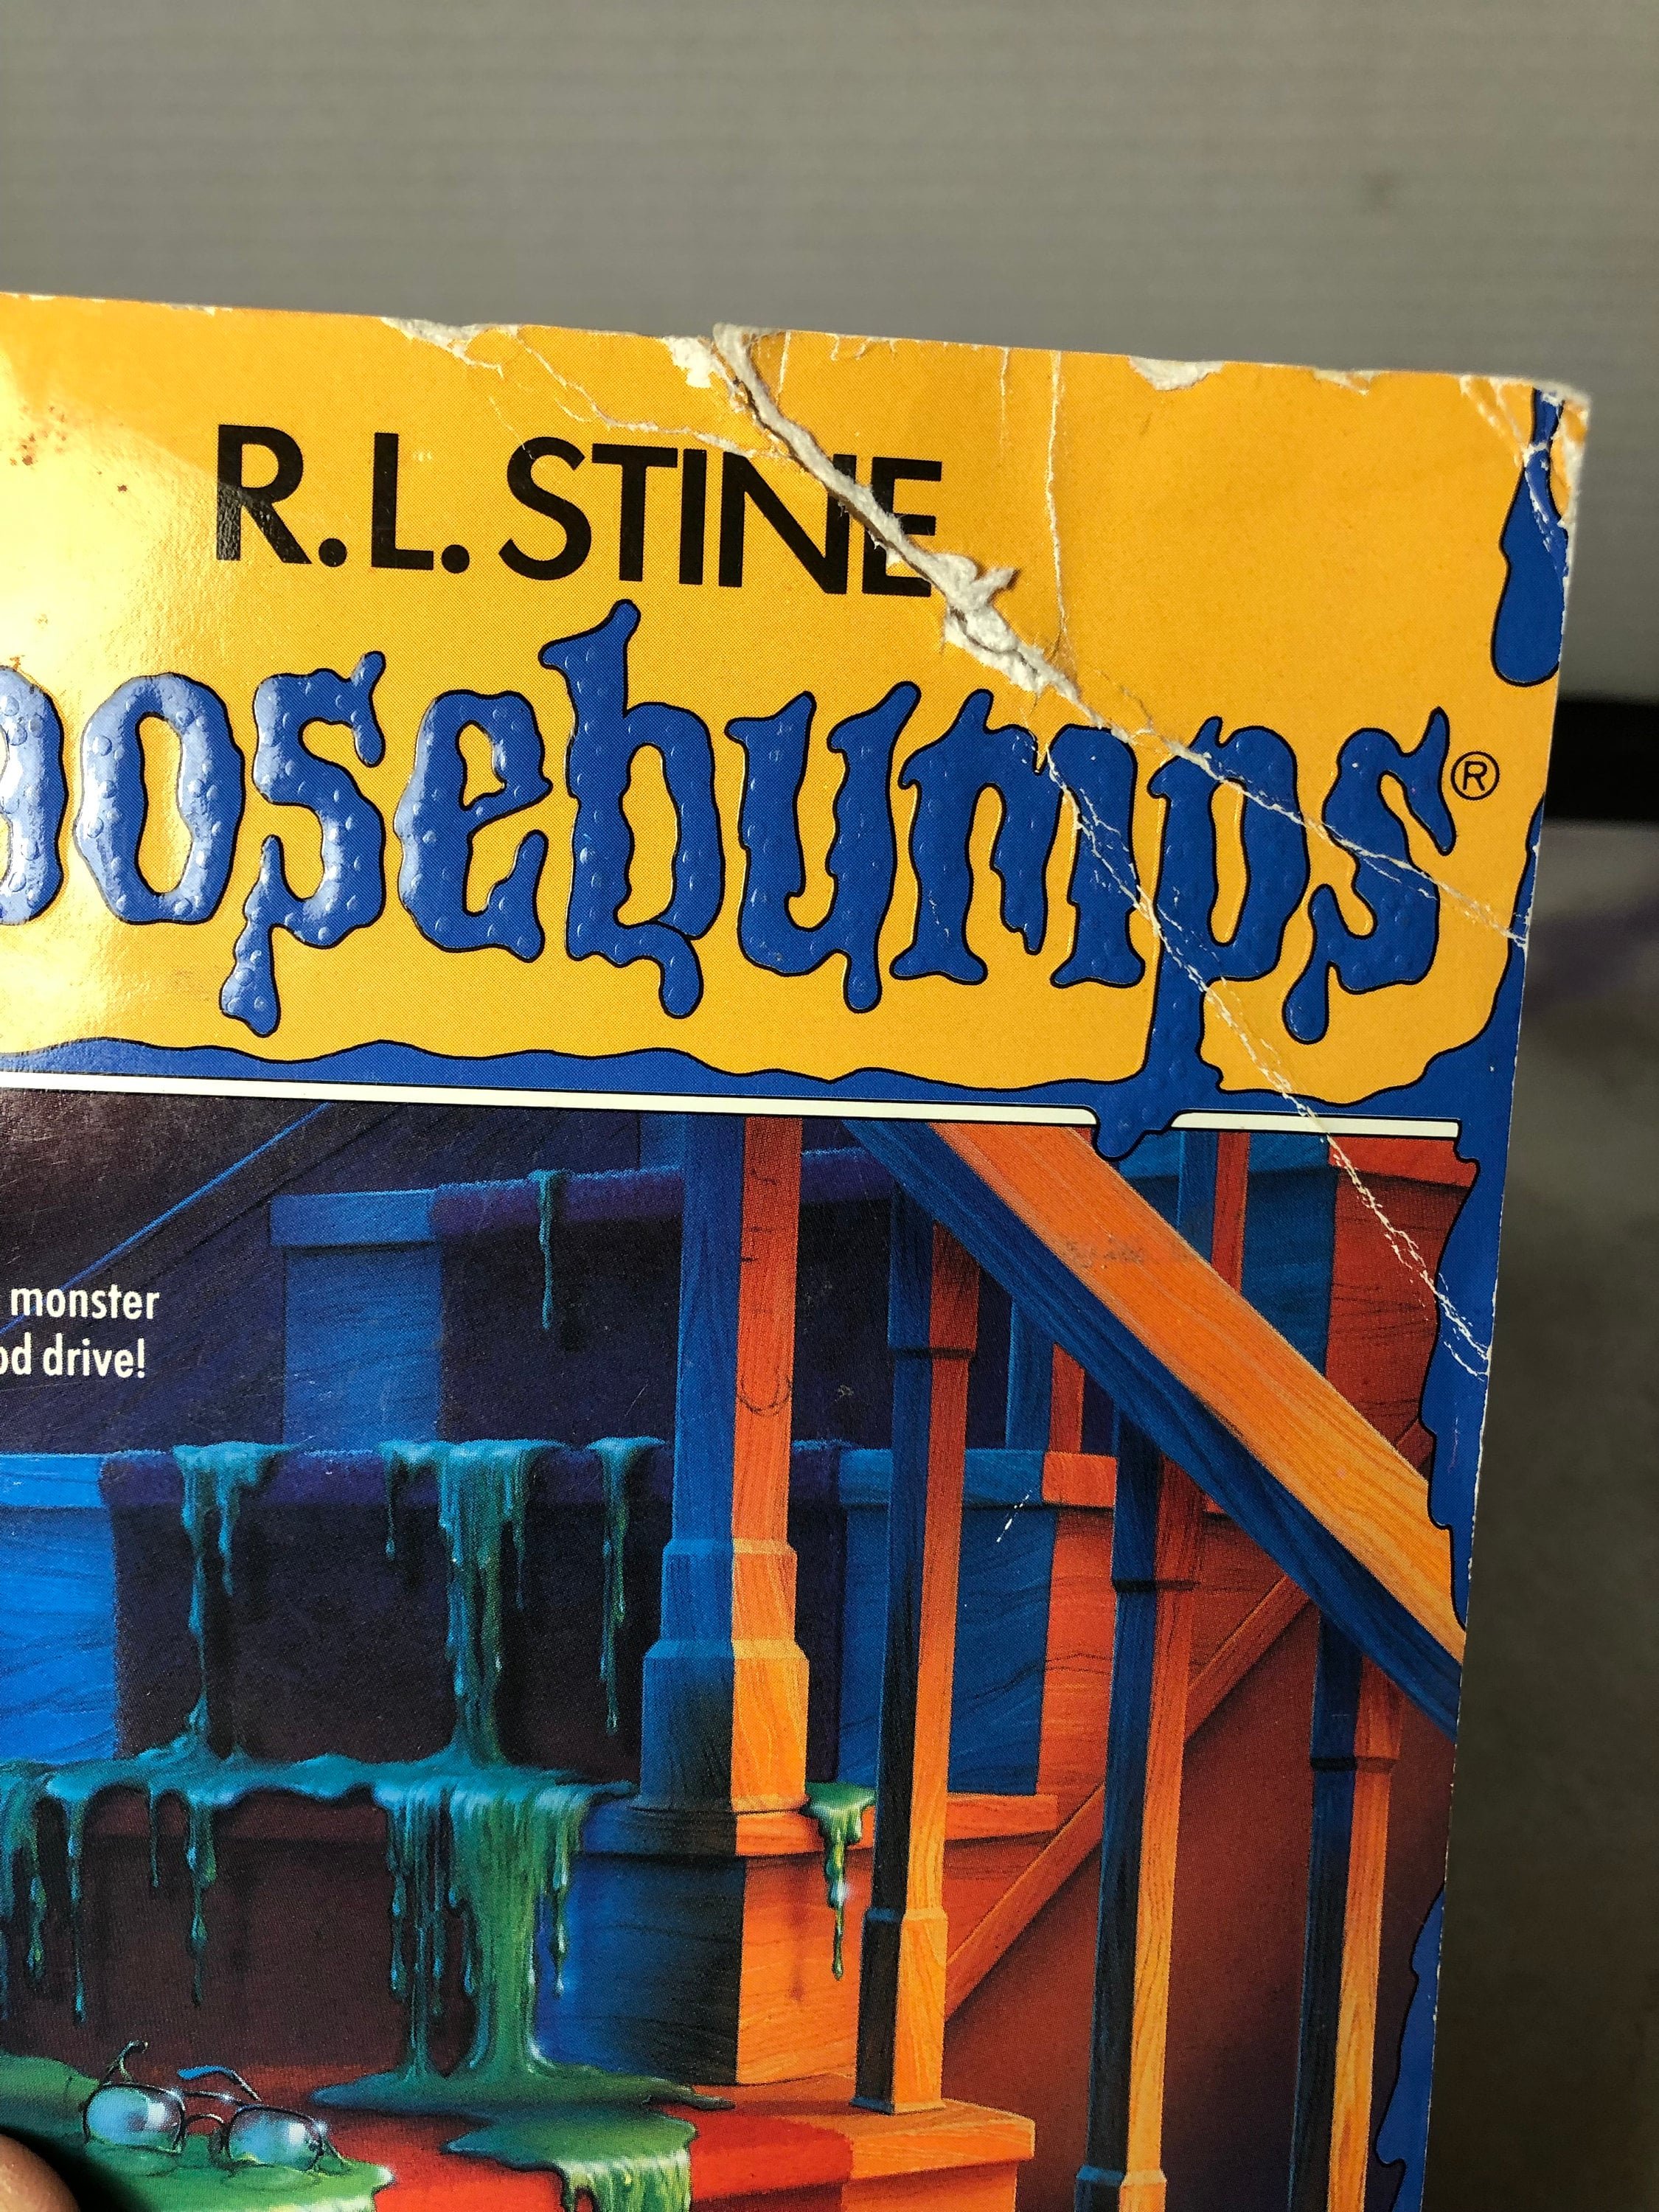 R.L. STINE
oosebumps®
monster
od drive!